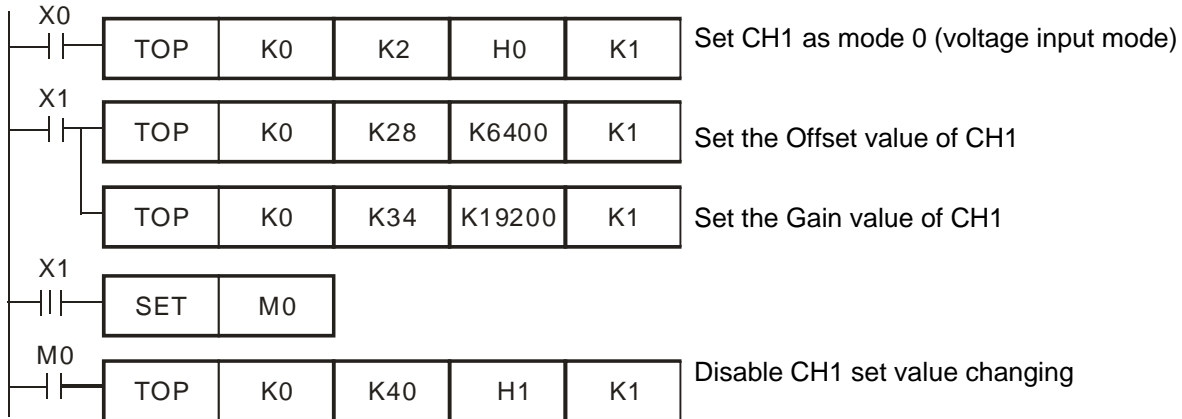 X0
TOP K0 K2 H0 K1 Set CH1 as mode 0 (voltage input mode)
X1
TOP K0 K28 K6400 K1 Set the Offset value of CH1
TOP K0 K34 K19200 K1 Set the Gain value of CH1
X1
SET M0
M0
TOP K0 K40 H1 K1 Disable CH1 set value changing